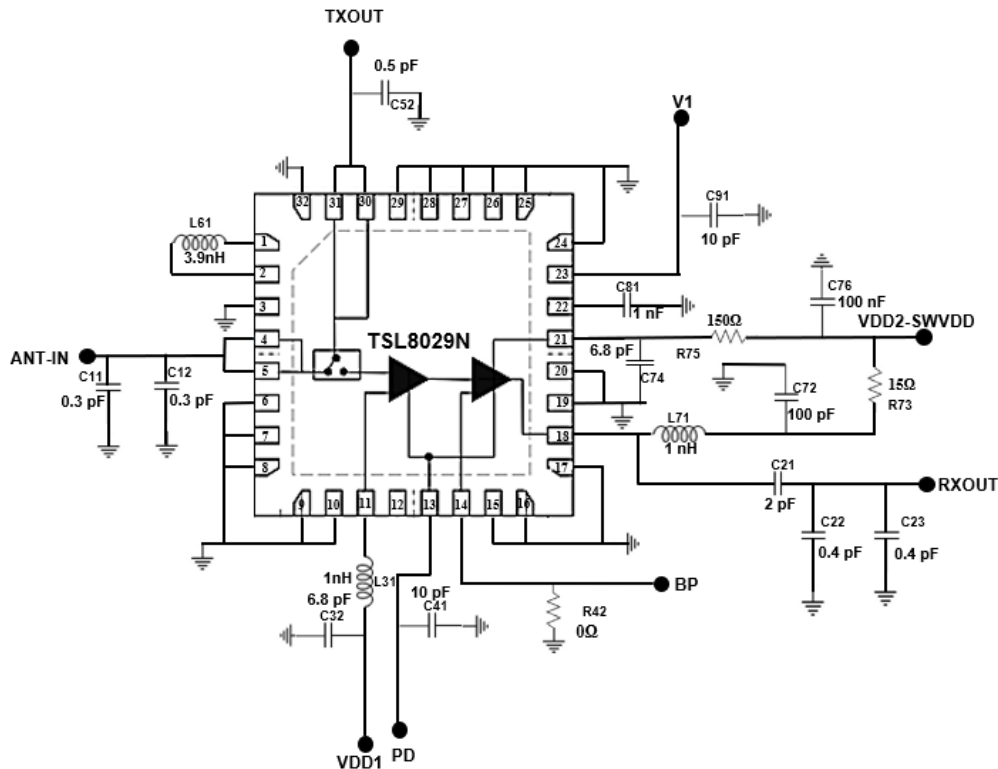 TXOUT
0.5 pF
C52
V1
C91
10 pF
32 31 30 29 28 27 26 25
L61
3.9nH
1
2
3
4
5
6
7
8
24
23
22
21
20
19
18
17
C81
1 nF
C76
100 nF
VDD2-SWVDD
150Ω
R75
6.8 pF
C74
TSL8029N
ANT-IN
C11
0.3 pF
C12
0.3 pF
C72
100 pF
15Ω
R73
L71
1 nH
C21
2 pF
RXOUT
C22
0.4 pF
C23
0.4 pF
9 10 11 12 13 14 15 16
1nH
L31
6.8 pF
C32
10 pF
C41
BP
R42
0Ω
VDD1
PD